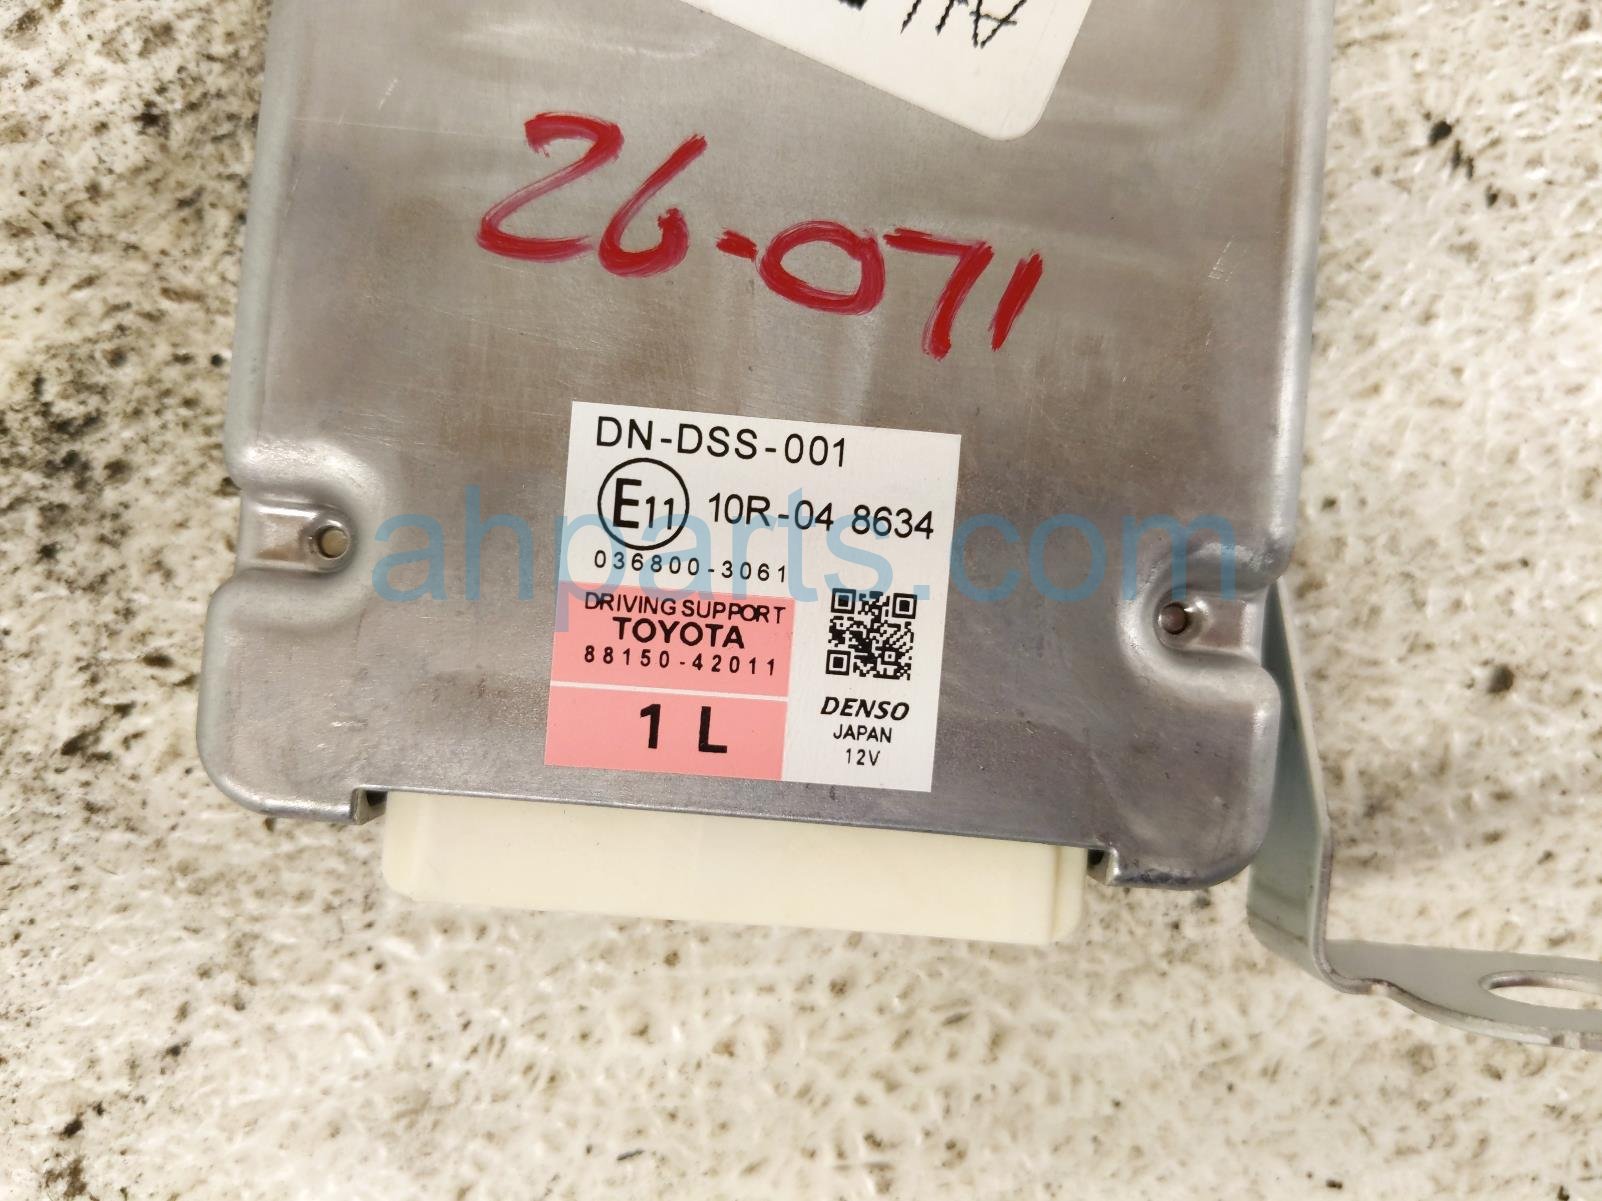 26-071
DN-DSS-001
E11 10R-04 8634
036800-3061
DRIVING SUPPORT
TOYOTA
88150-42011
1 L
DENSO
JAPAN
12V
ahparts.com